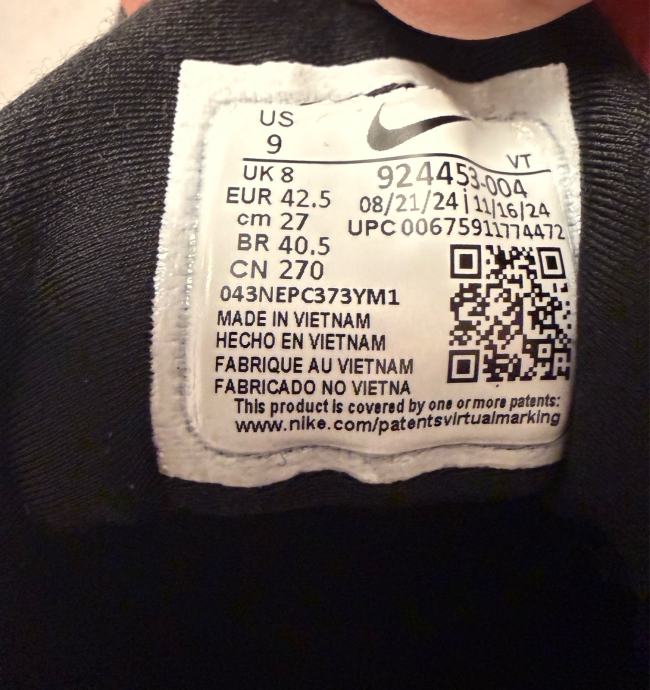 US
9
VT
UK 8
924453-004
EUR 42.5
08/21/24 | 11/16/24
cm 27
UPC 00675911774472
BR 40.5
CN 270
043NEPC373YM1
MADE IN VIETNAM
HECHO EN VIETNAM
FABRIQUE AU VIETNAM
FABRICADO NO VIETNA
This product is covered by one or more patents:
www.nike.com/patentsvirtualmarking